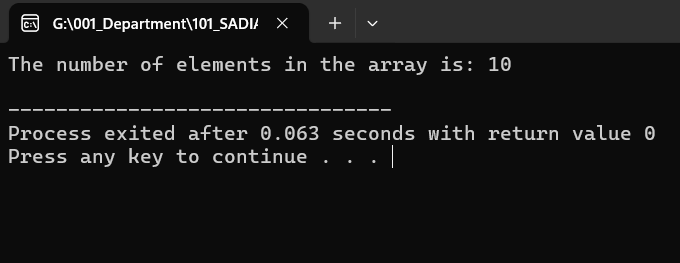 G:\001_Department\101_SADIA
The number of elements in the array is: 10
--------------------------------
Process exited after 0.063 seconds with return value 0
Press any key to continue . . .